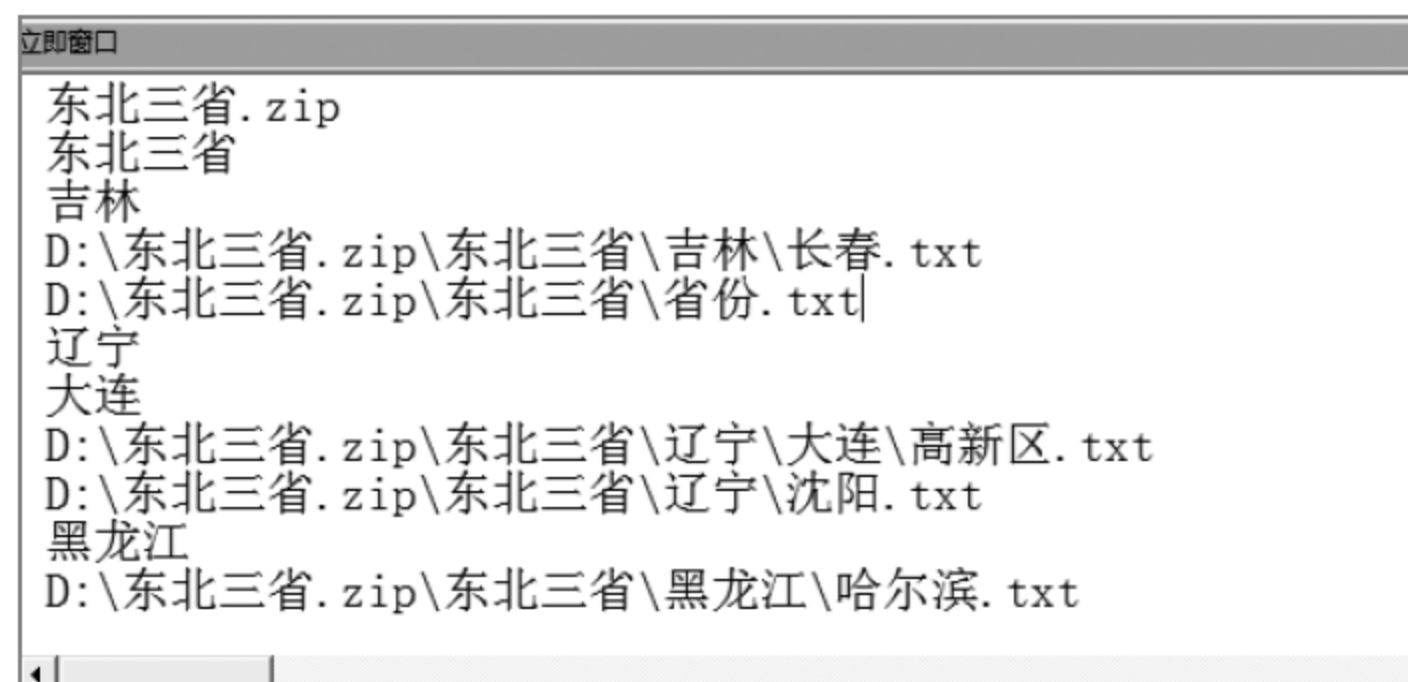 立即窗口
东北三省.zip
东北三省
吉林
D:\东北三省.zip\东北三省\吉林\长春.txt
D:\东北三省.zip\东北三省\省份.txt
辽宁
大连
D:\东北三省.zip\东北三省\辽宁\大连\高新区.txt
D:\东北三省.zip\东北三省\辽宁\沈阳.txt
黑龙江
D:\东北三省.zip\东北三省\黑龙江\哈尔滨.txt